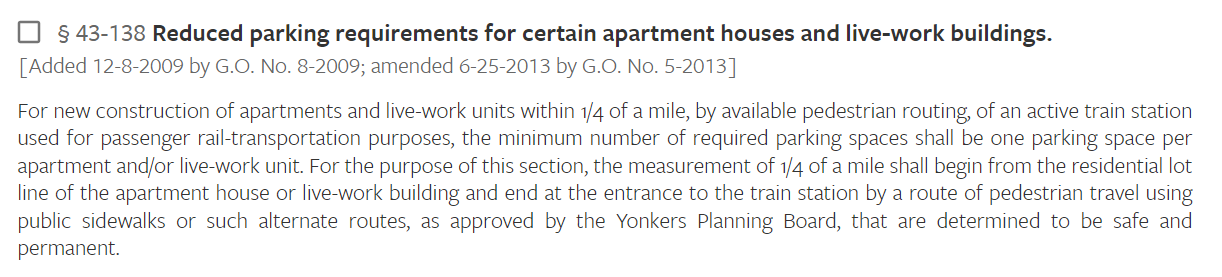 § 43-138 Reduced parking requirements for certain apartment houses and live-work buildings.
[Added 12-8-2009 by G.O. No. 8-2009; amended 6-25-2013 by G.O. No. 5-2013]
For new construction of apartments and live-work units within 1/4 of a mile, by available pedestrian routing, of an active train station
used for passenger rail-transportation purposes, the minimum number of required parking spaces shall be one parking space per
apartment and/or live-work unit. For the purpose of this section, the measurement of 1/4 of a mile shall begin from the residential lot
line of the apartment house or live-work building and end at the entrance to the train station by a route of pedestrian travel using
public sidewalks or such alternate routes, as approved by the Yonkers Planning Board, that are determined to be safe and
permanent.